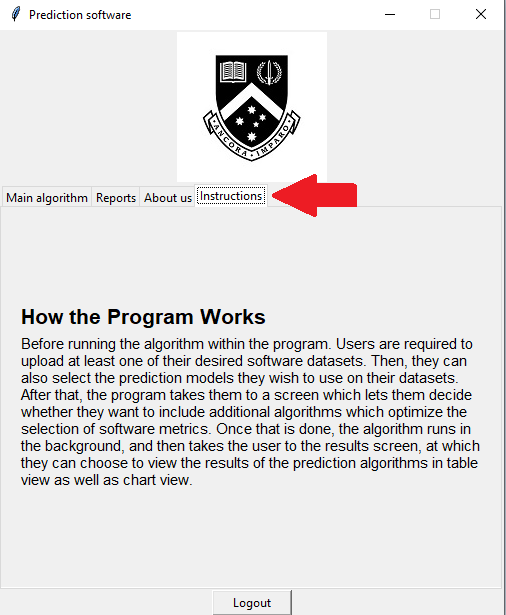 Prediction software
ANCORA IMPARO
Main algorithm Reports About us Instructions
How the Program Works
Before running the algorithm within the program. Users are required to
upload at least one of their desired software datasets. Then, they can
also select the prediction models they wish to use on their datasets.
After that, the program takes them to a screen which lets them decide
whether they want to include additional algorithms which optimize the
selection of software metrics. Once that is done, the algorithm runs in
the background, and then takes the user to the results screen, at which
they can choose to view the results of the prediction algorithms in table
view as well as chart view.
Logout